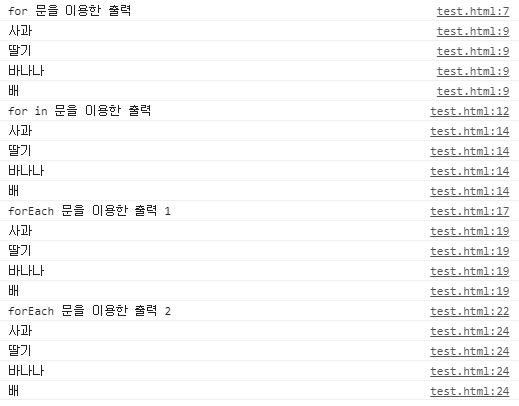 for 문을 이용한 출력 test.html:7
사과 test.html:9
딸기 test.html:9
바나나 test.html:9
배 test.html:9
for in 문을 이용한 출력 test.html:12
사과 test.html:14
딸기 test.html:14
바나나 test.html:14
배 test.html:14
forEach 문을 이용한 출력 1 test.html:17
사과 test.html:19
딸기 test.html:19
바나나 test.html:19
배 test.html:19
forEach 문을 이용한 출력 2 test.html:22
사과 test.html:24
딸기 test.html:24
바나나 test.html:24
배 test.html:24